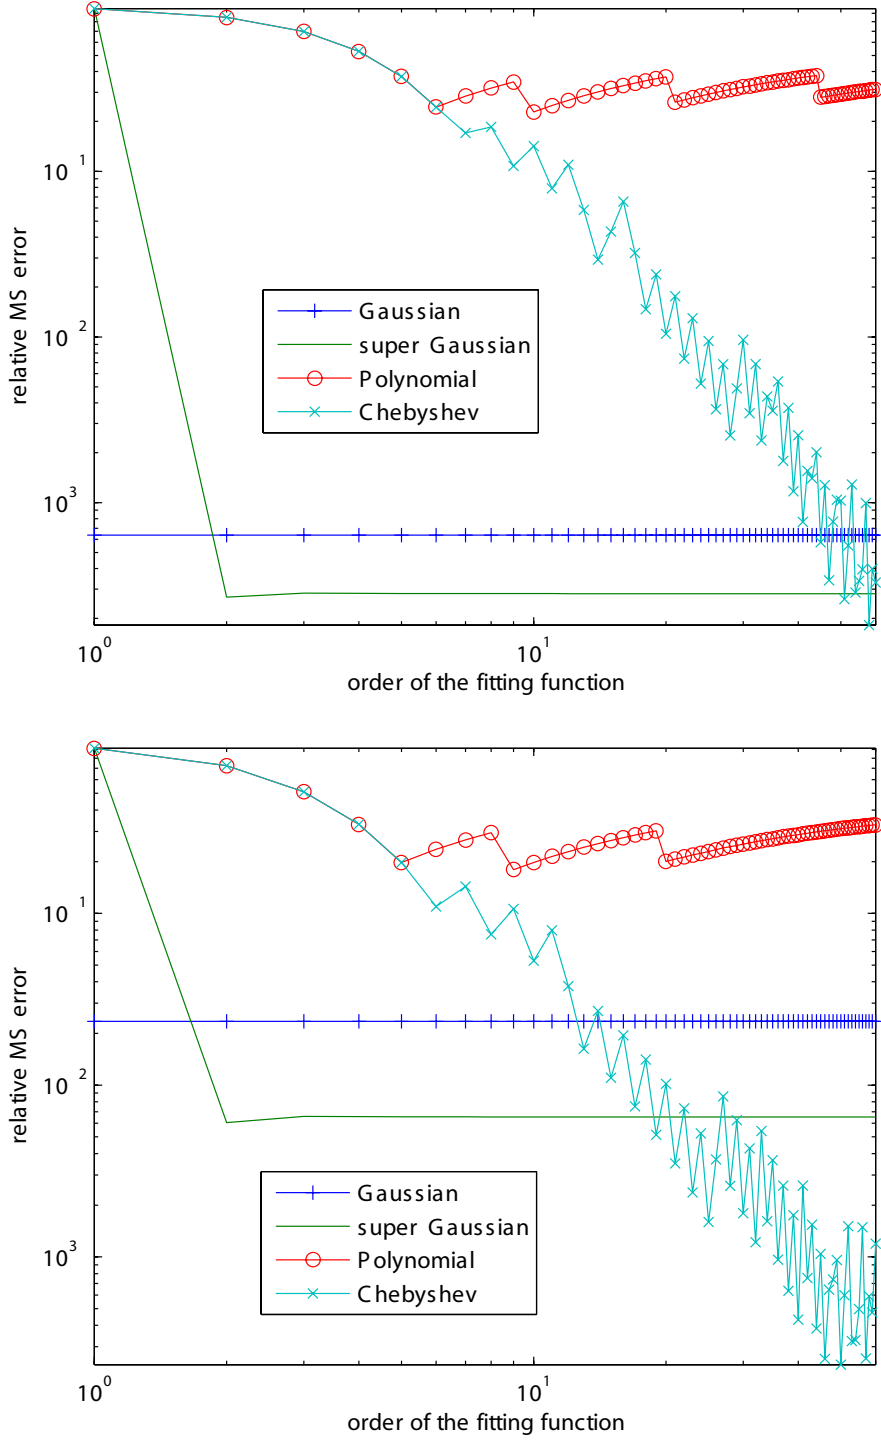 10 1
10 2
10 3
relative MS error
Gaussian
super Gaussian
Polynomial
Chebyshev
10 0
10 1
order of the fitting function
10 1
10 2
10 3
relative MS error
Gaussian
super Gaussian
Polynomial
Chebyshev
10 0
10 1
order of the fitting function